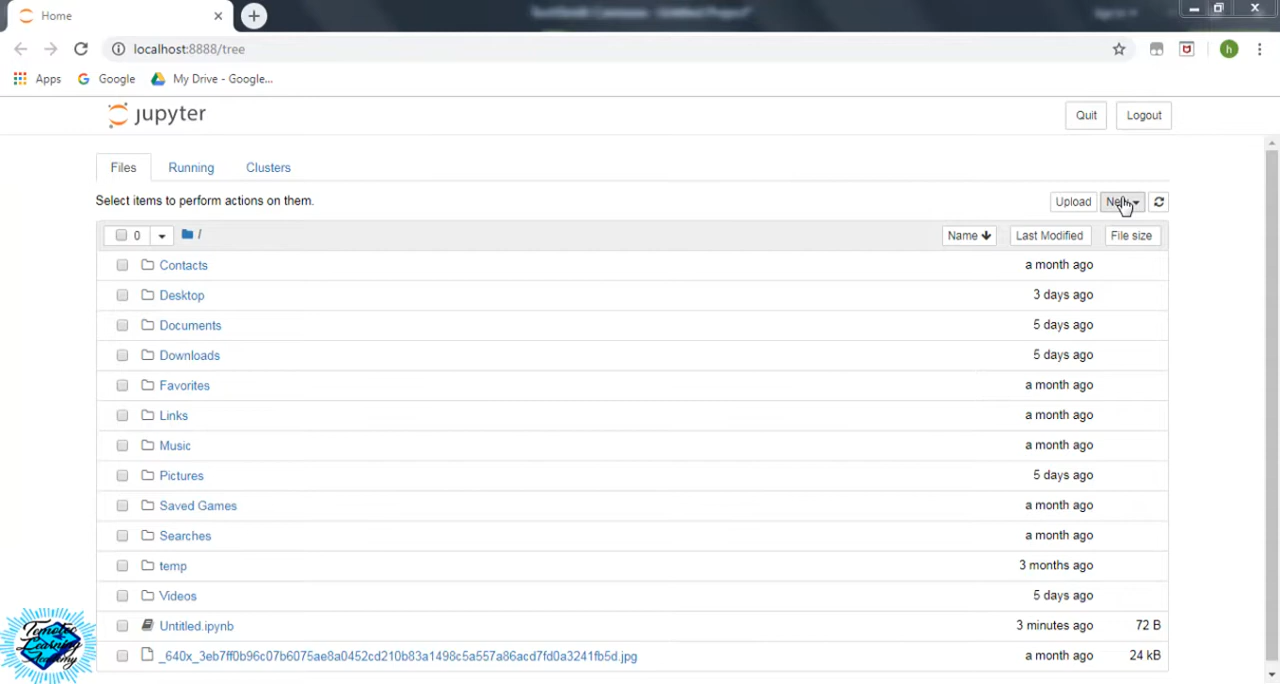 Home
localhost:8888/tree
h
Apps Google My Drive - Google...
jupyter Quit Logout
Files Running Clusters
Select items to perform actions on them. Upload New
0 / Name Last Modified File size
Contacts a month ago
Desktop 3 days ago
Documents 5 days ago
Downloads 5 days ago
Favorites a month ago
Links a month ago
Music a month ago
Pictures 5 days ago
Saved Games a month ago
Searches a month ago
temp 3 months ago
Videos 5 days ago
Untitled.ipynb 3 minutes ago 72 B
_640x_3eb7ff0b96c07b6075ae8a0452cd210b83a1498c5a557a86acd7fd0a3241fb5d.jpg a month ago 24 kB
Temotec
Learning
Academy